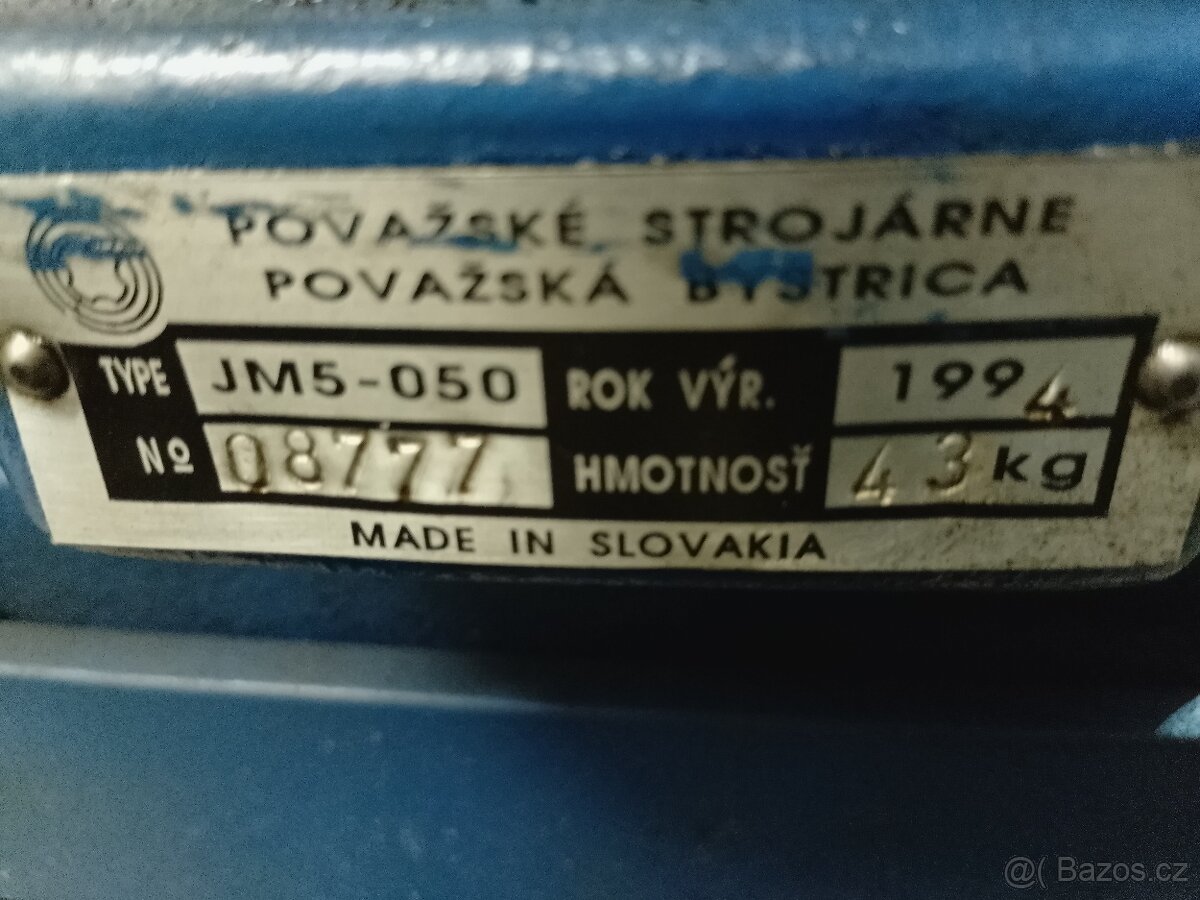 POVAŽSKÉ STROJÁRNE
POVAŽSKÁ BYSTRICA
TYPE JM5-050 ROK VÝR. 1994
Nº 08777 HMOTNOSŤ 43 kg
MADE IN SLOVAKIA
@( Bazos.cz